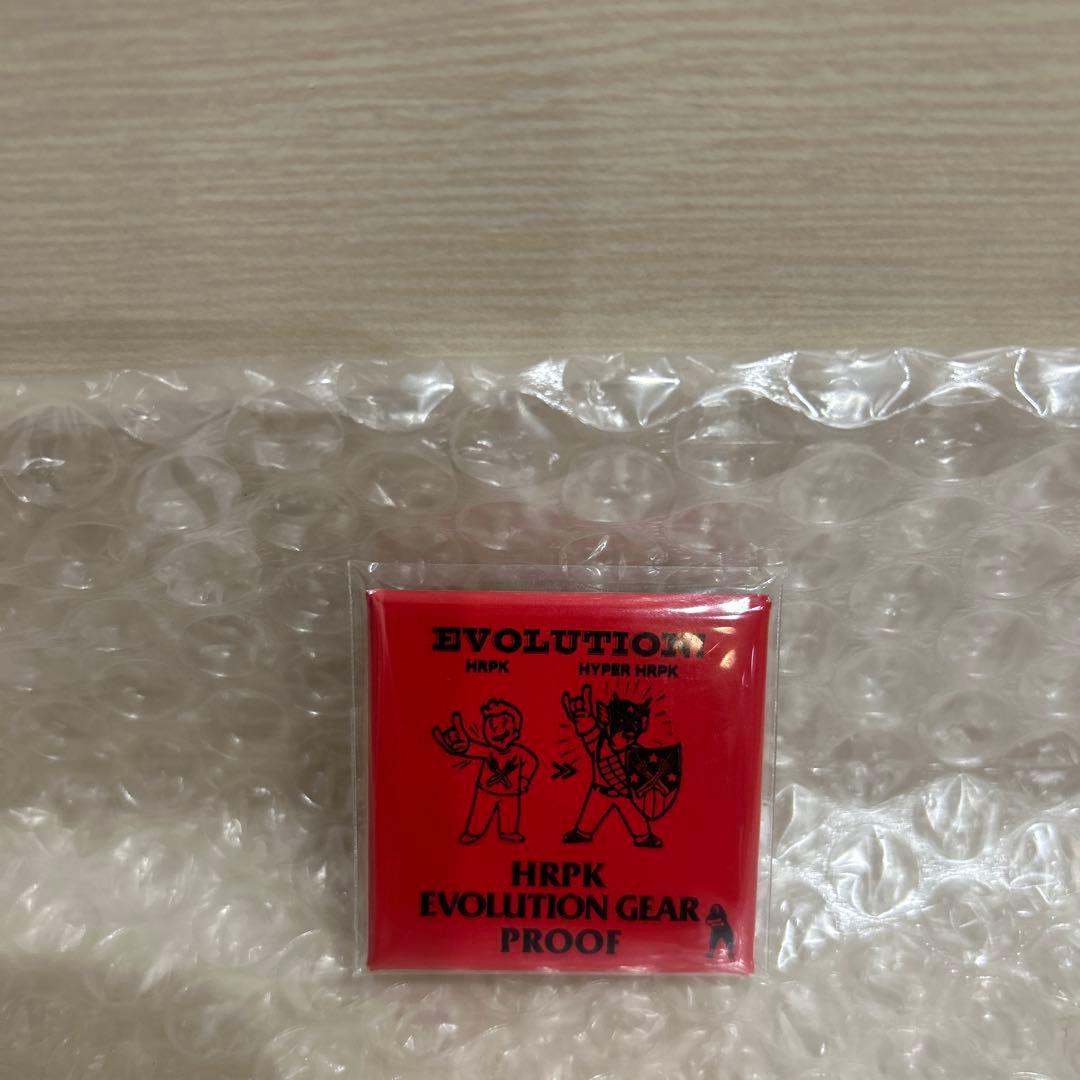 EVOLUTION!
HRPK HYPER HRPK
HRPK
EVOLUTION GEAR
PROOF